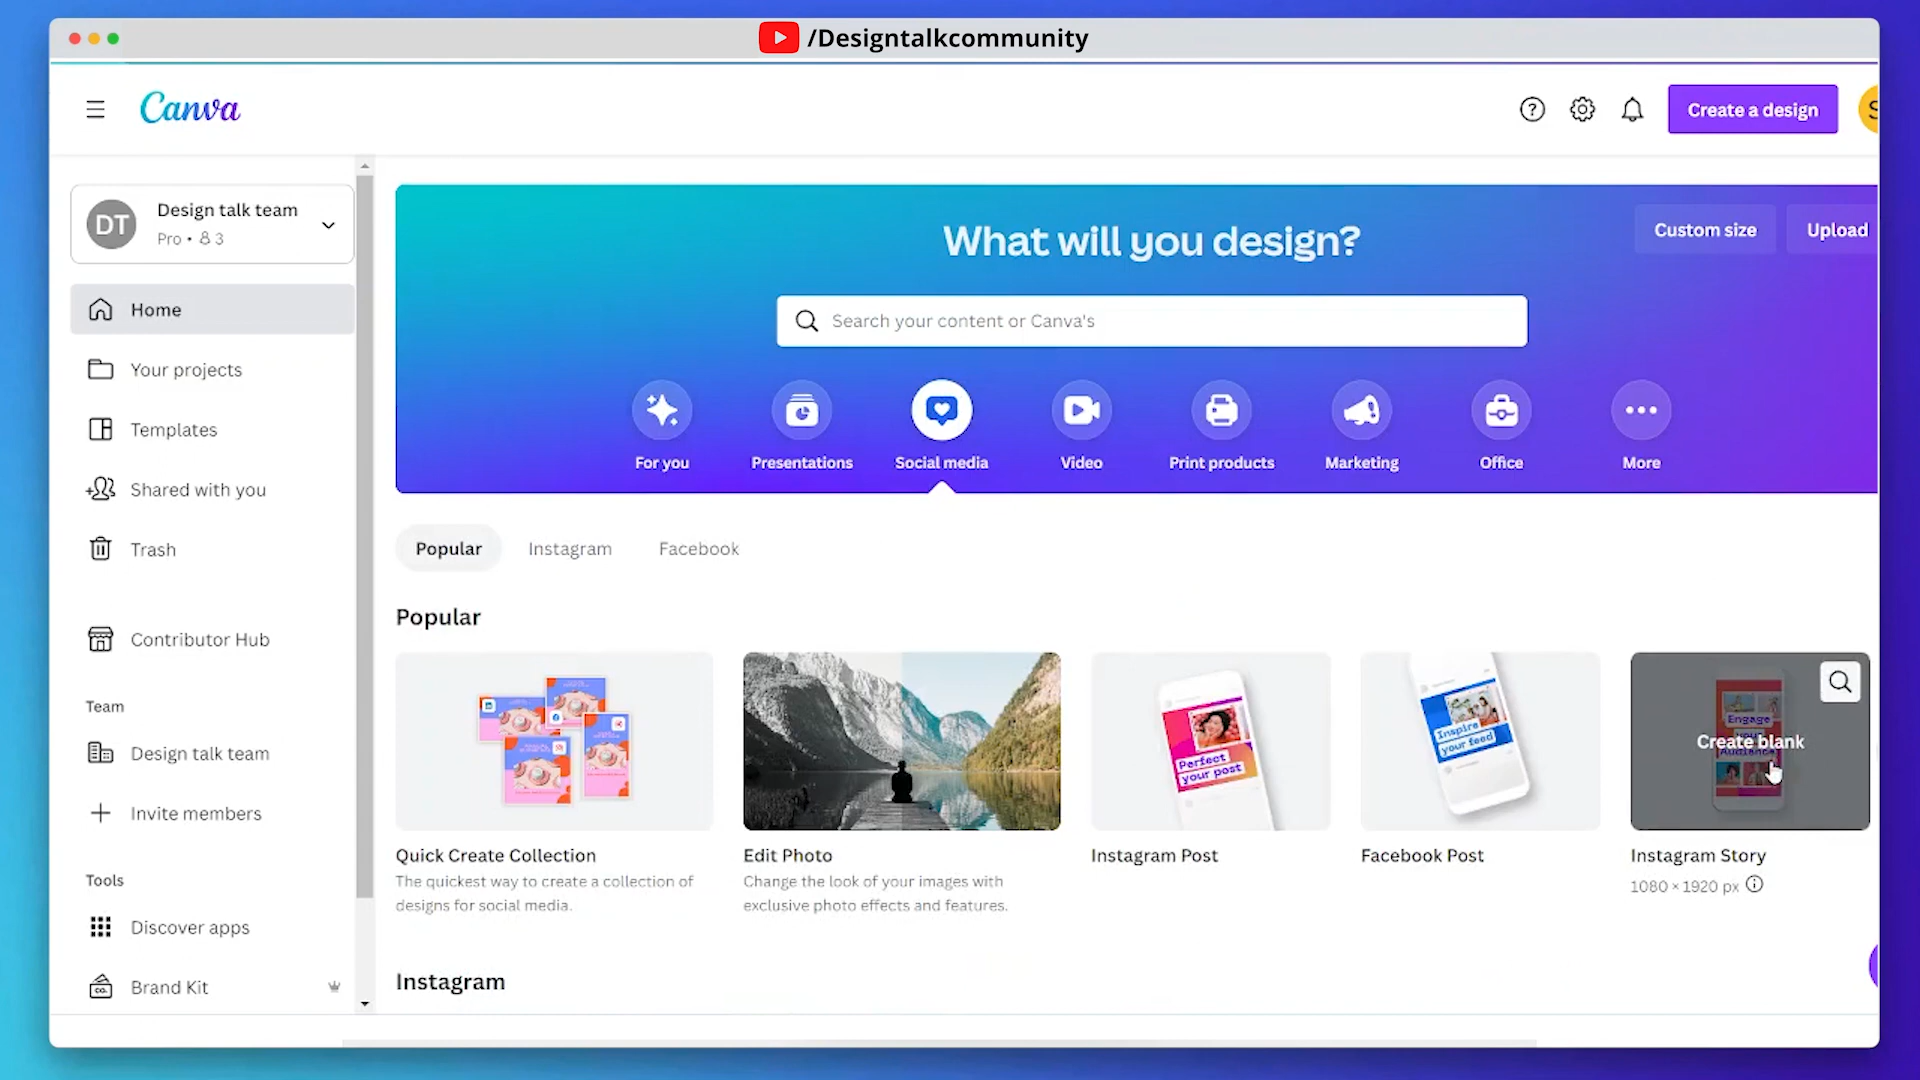 /Designtalkcommunity
Canva
Create a design
S
DT
Design talk team
Pro • 3
Home
Your projects
Templates
Shared with you
Trash
Contributor Hub
Team
Design talk team
Invite members
Tools
Discover apps
Brand Kit
What will you design?
Custom size
Upload
Search your content or Canva's
For you
Presentations
Social media
Video
Print products
Marketing
Office
More
Popular
Instagram
Facebook
Popular
Perfect
your post
Inspire
your feed
Engage
Create blank
Quick Create Collection
The quickest way to create a collection of
designs for social media.
Edit Photo
Change the look of your images with
exclusive photo effects and features.
Instagram Post
Facebook Post
Instagram Story
1080 × 1920 px
Instagram